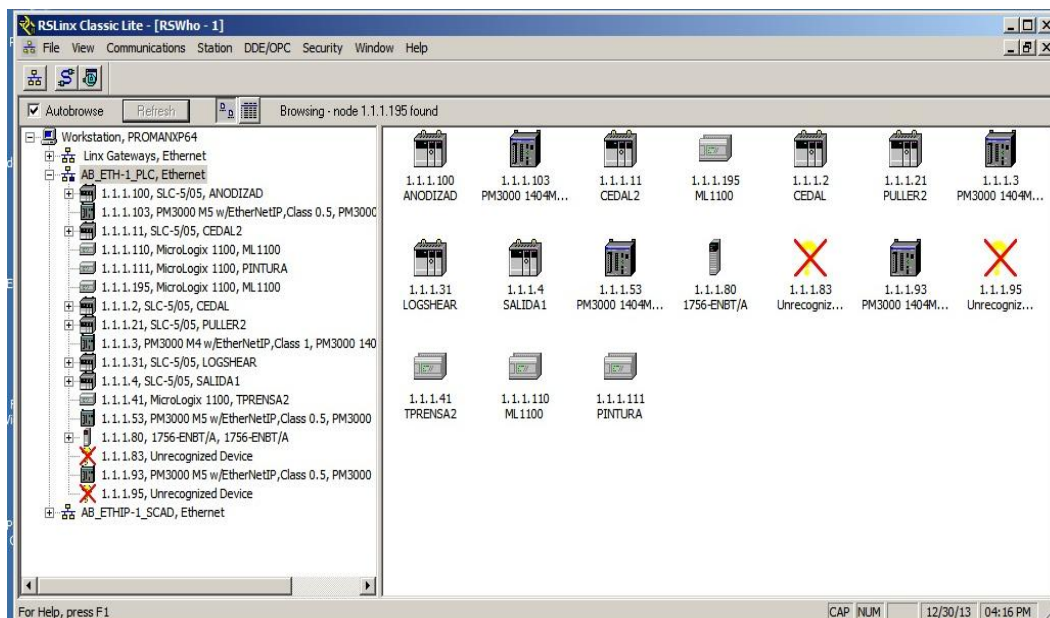 RSLinx Classic Lite - [RSWho - 1]
File View Communications Station DDE/OPC Security Window Help
Autobrowse Refresh Browsing - node 1.1.1.195 found
Workstation, PROMANXP64
Linx Gateways, Ethernet
AB_ETH-1_PLC, Ethernet
1.1.1.100, SLC-5/05, ANODIZAD
1.1.1.103, PM3000 M5 w/EtherNetIP,Class 0.5, PM3000
1.1.1.11, SLC-5/05, CEDAL2
1.1.1.110, MicroLogix 1100, ML1100
1.1.1.111, MicroLogix 1100, PINTURA
1.1.1.195, MicroLogix 1100, ML1100
1.1.1.2, SLC-5/05, CEDAL
1.1.1.21, SLC-5/05, PULLER2
1.1.1.3, PM3000 M4 w/EtherNetIP,Class 1, PM3000 140
1.1.1.31, SLC-5/05, LOGSHEAR
1.1.1.4, SLC-5/05, SALIDA1
1.1.1.41, MicroLogix 1100, TPRENSA2
1.1.1.53, PM3000 M5 w/EtherNetIP,Class 0.5, PM3000
1.1.1.80, 1756-ENBT/A, 1756-ENBT/A
1.1.1.83, Unrecognized Device
1.1.1.93, PM3000 M5 w/EtherNetIP,Class 0.5, PM3000
1.1.1.95, Unrecognized Device
AB_ETHIP-1_SCAD, Ethernet
1.1.1.100 1.1.1.103 1.1.1.11 1.1.1.195 1.1.1.2 1.1.1.21 1.1.1.3
ANODIZAD PM3000 1404M... CEDAL2 ML1100 CEDAL PULLER2 PM3000 1404M...
1.1.1.31 1.1.1.4 1.1.1.53 1.1.1.80 1.1.1.83 1.1.1.93 1.1.1.95
LOGSHEAR SALIDA1 PM3000 1404M... 1756-ENBT/A Unrecogniz... PM3000 1404M... Unrecogniz...
1.1.1.41 1.1.1.110 1.1.1.111
TPRENSA2 ML1100 PINTURA
For Help, press F1 CAP NUM 12/30/13 04:16 PM